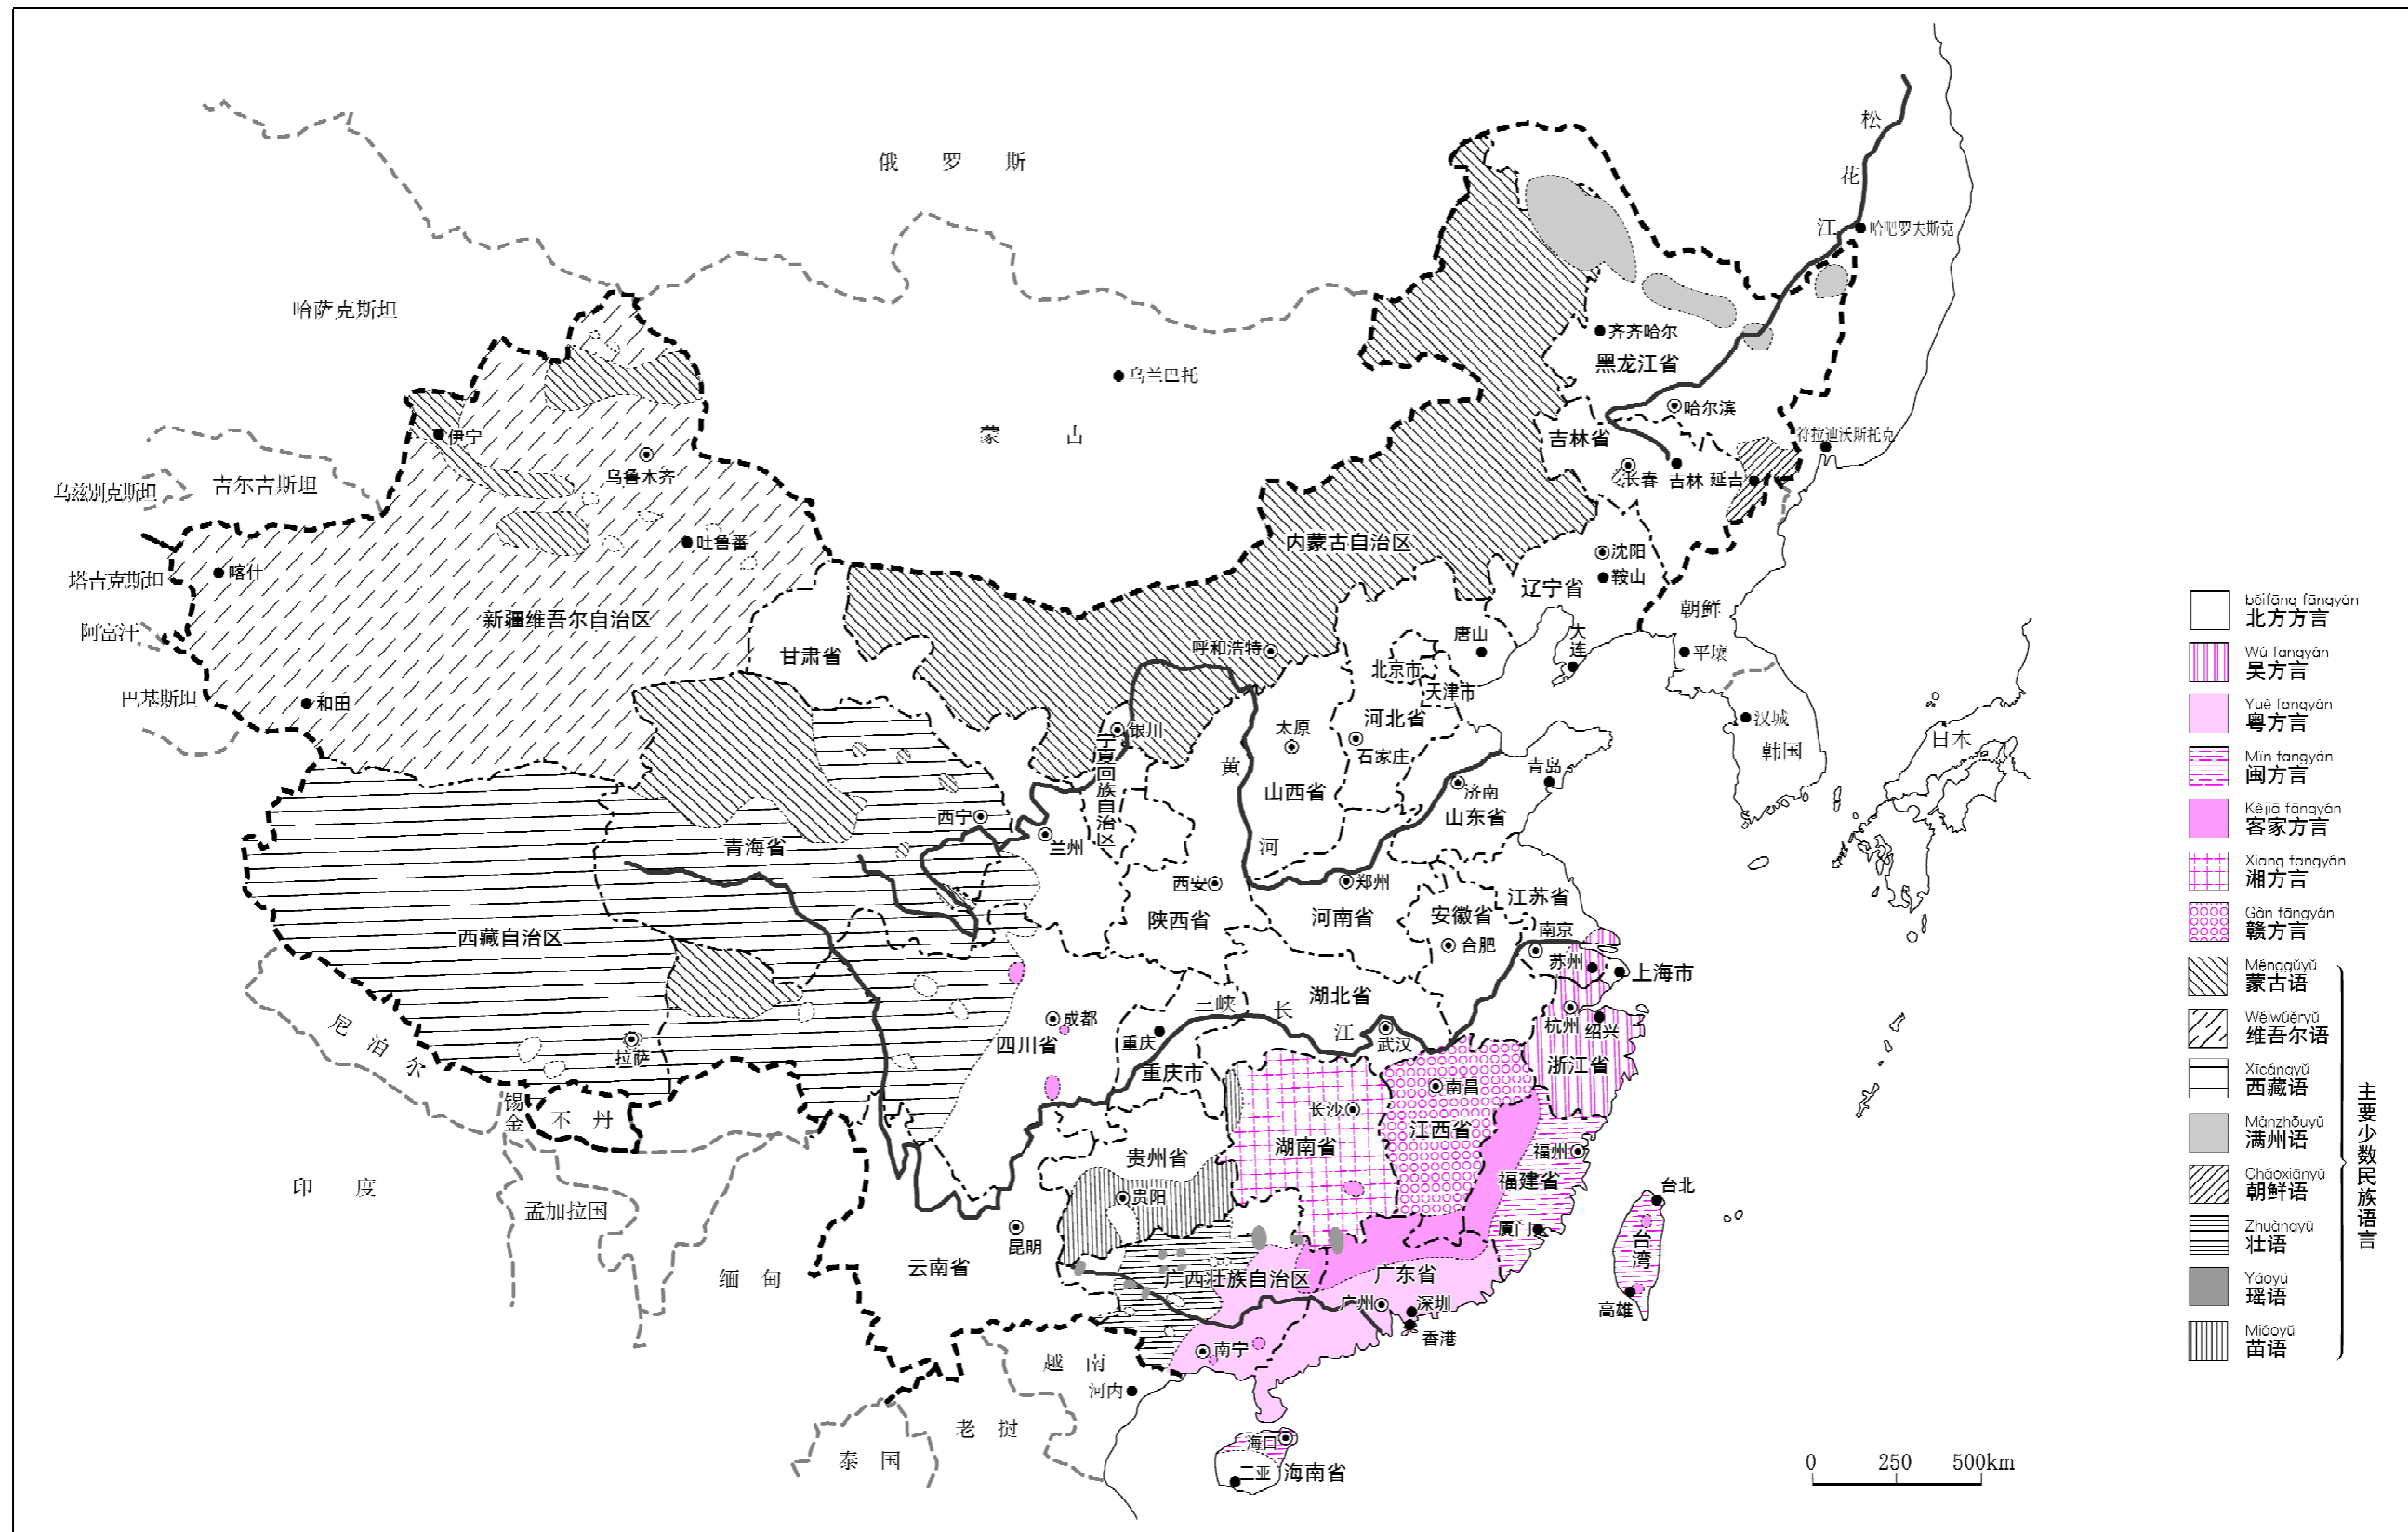 俄罗斯
松花江
哈巴罗夫斯克
哈萨克斯坦
齐齐哈尔
黑龙江省
乌兰巴托
蒙古
哈尔滨
伊宁
吉林省
符拉迪沃斯托克
乌鲁木齐
长春
吉林
延吉
乌兹别克斯坦
吉尔吉斯坦
吐鲁番
内蒙古自治区
沈阳
鞍山
喀什
塔吉克斯坦
辽宁省
新疆维吾尔自治区
朝鲜
阿富汗
甘肃省
呼和浩特
唐山
大连
平壤
北京市
天津市
巴基斯坦
和田
河北省
汉城
韩国
日本
银川
宁夏回族自治区
太原
石家庄
黄河
青岛
济南
山西省
山东省
西宁
青海省
兰州
西安
郑州
陕西省
河南省
安徽省
江苏省
南京
合肥
苏州
上海市
西藏自治区
三峡
长江
湖北省
武汉
杭州
绍兴
浙江省
尼泊尔
拉萨
成都
四川省
重庆
重庆市
南昌
锡金
不丹
长沙
湖南省
江西省
福州
福建省
贵州省
贵阳
印度
孟加拉国
台北
厦门
台湾
高雄
昆明
云南省
缅甸
广西壮族自治区
广东省
广州
深圳
香港
南宁
越南
河内
老挝
泰国
海口
三亚
海南省
0 250 500km
běifāng fāngyán
北方方言
Wú fāngyán
吴方言
Yuè fāngyán
粤方言
Mǐn fāngyán
闽方言
Kèjiā fāngyán
客家方言
Xiāng fāngyán
湘方言
Gàn fāngyán
赣方言
Měnggǔyǔ
蒙古语
Wéiwúěryǔ
维吾尔语
Xīzàngyǔ
西藏语
Mǎnzhōuyǔ
满州语
Cháoxiānyǔ
朝鲜语
Zhuàngyǔ
壮语
Yáoyǔ
瑶语
Miáoyǔ
苗语
主要少数民族语言